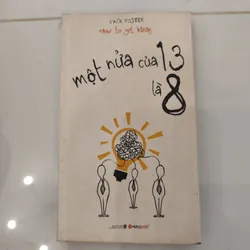 JACK FOSTER
How to get ideas
một nửa của 13
là
8